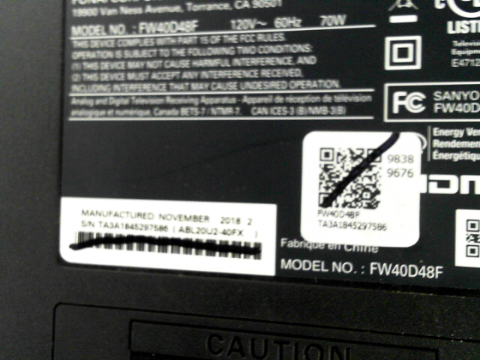 19900 Van Ness Avenue, Torrance, CA 90501
MODEL NO. : FW40D48F 120V~ 60Hz 70W
THIS DEVICE COMPLIES WITH PART 15 OF THE FCC RULES.
OPERATION IS SUBJECT TO THE FOLLOWING TWO CONDITIONS:
(1) THIS DEVICE MAY NOT CAUSE HARMFUL INTERFERENCE, AND
(2) THIS DEVICE MUST ACCEPT ANY INTERFERENCE RECEIVED,
INCLUDING INTERFERENCE THAT MAY CAUSE UNDESIRED OPERATION.
Analog and Digital Television Receiving Apparatus - Appareil de réception de télévision
analogique et numérique, Canada BETS-7 / NTMR-7, CAN ICES-3 (B)/NMB-3(B)
LISTE
Televisio
Equipme
E4712
FC SANYO
FW40D
Energy Ver
Energétique
9838
9676
FW40D48F
TA3A1845297586
MANUFACTURED NOVEMBER 2018 2
S/N TA3A1845297586 ( ABL20U2-40FX )
Fabriqué en Chine
MODEL NO. : FW40D48F
CAUTION